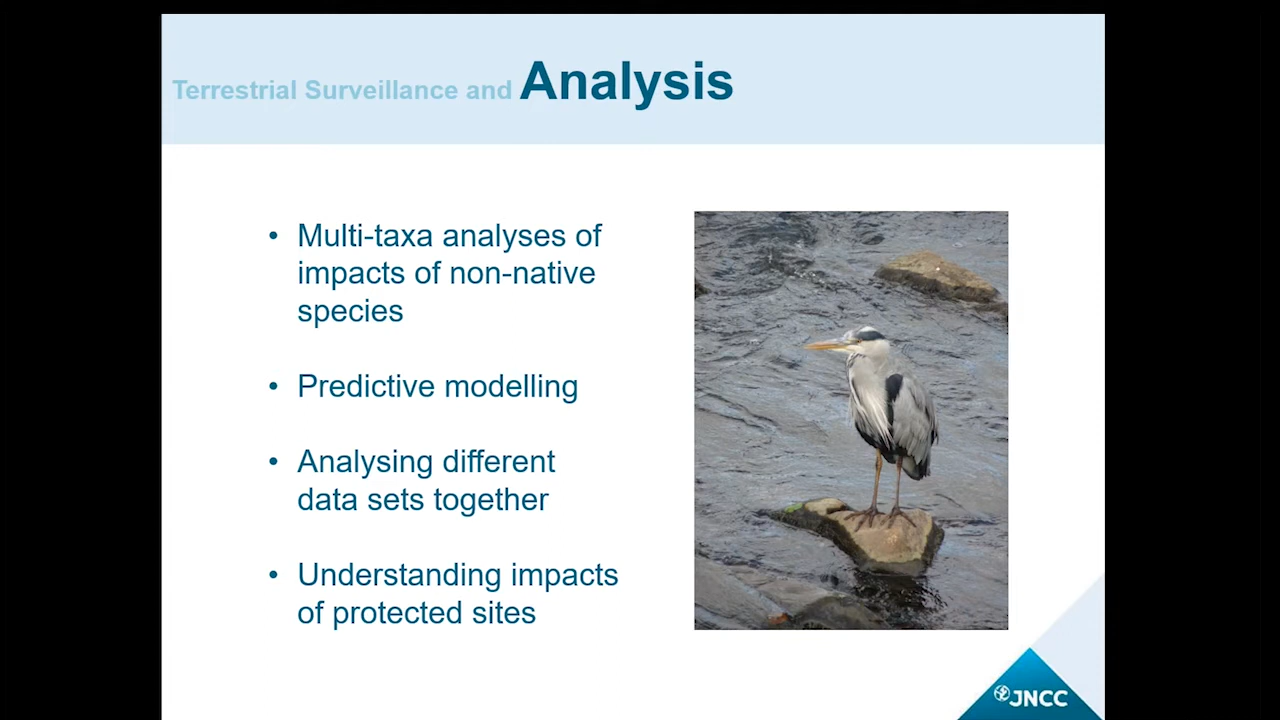 Terrestrial Surveillance and Analysis
• Multi-taxa analyses of
impacts of non-native
species
• Predictive modelling
• Analysing different
data sets together
• Understanding impacts
of protected sites
JNCC